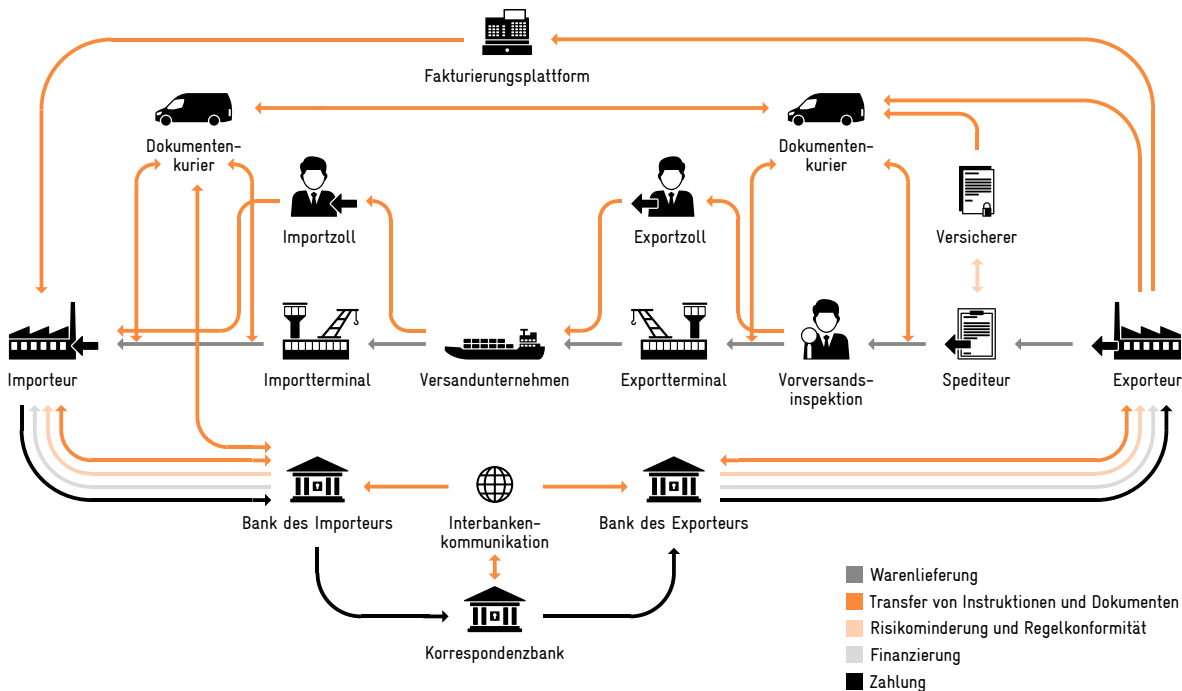 Fakturierungsplattform
Dokumenten-
kurier
Dokumenten-
kurier
Importzoll
Exportzoll
Versicherer
Importeur
Importterminal
Versandunternehmen
Exportterminal
Vorversands-
inspektion
Spediteur
Exporteur
Bank des Importeurs
Interbanken-
kommunikation
Bank des Exporteurs
Korrespondenzbank
Warenlieferung
Transfer von Instruktionen und Dokumenten
Risikominderung und Regelkonformität
Finanzierung
Zahlung